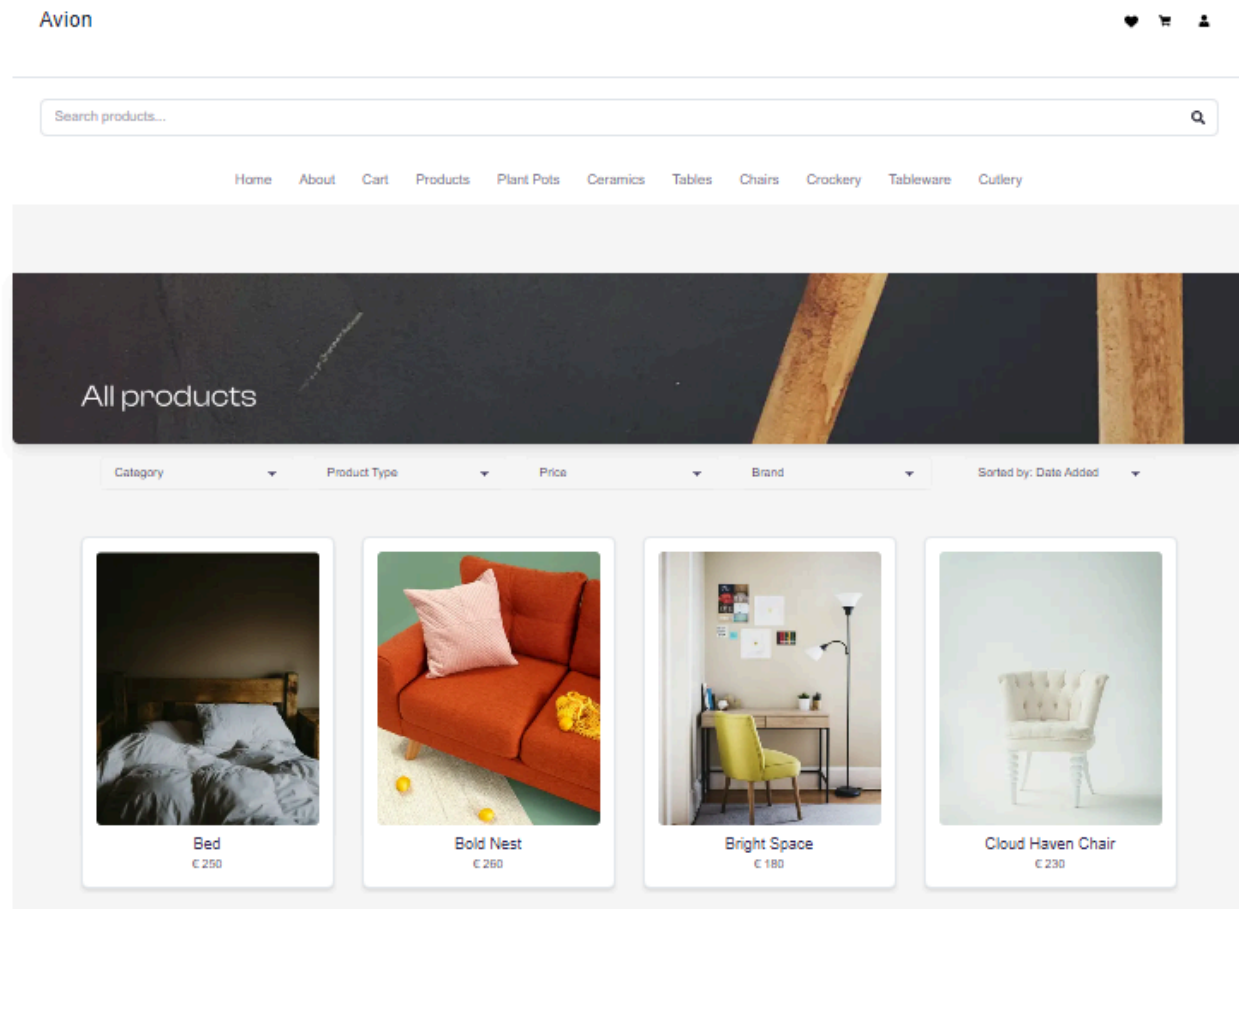 Avion
Search products...
Home About Cart Products Plant Pots Ceramics Tables Chairs Crockery Tableware Cutlery
All products
Category Product Type Price Brand Sorted by: Date Added
Bed Bold Nest Bright Space Cloud Haven Chair
€ 250 € 260 € 180 € 230